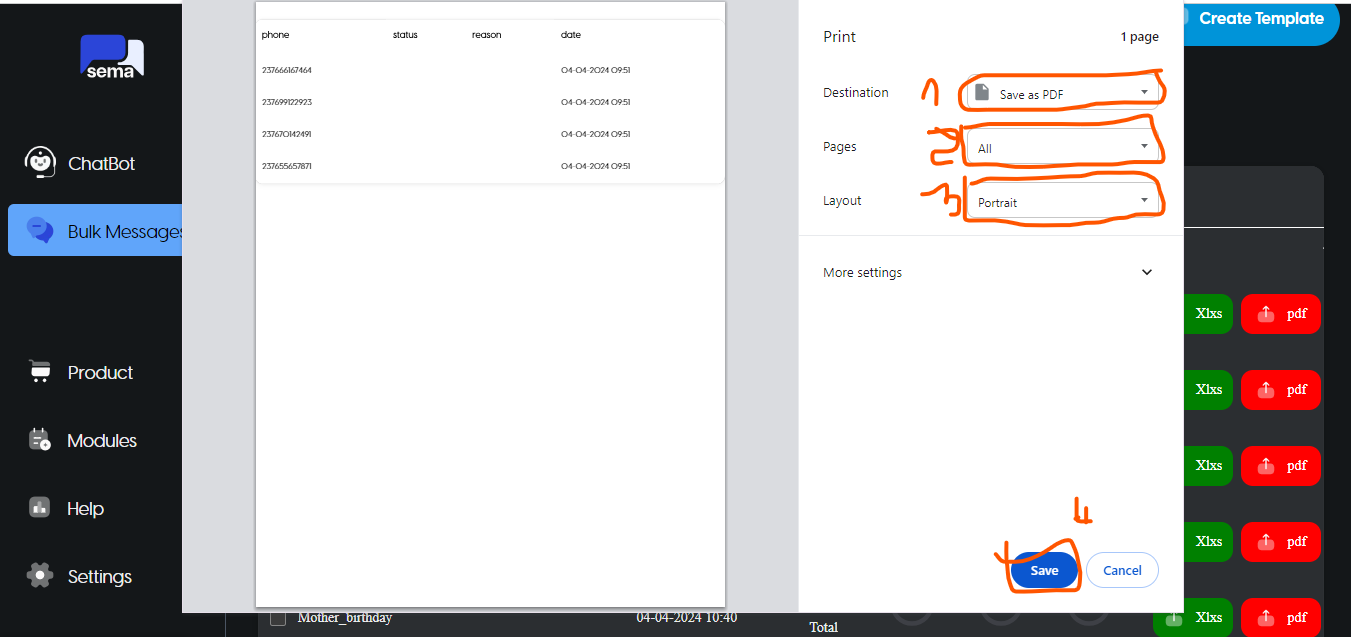 Create Template
sema
ChatBot
Bulk Messages
Product
Modules
Help
Settings
phone status reason date
237666167464 04-04-2024 09:51
237699122923 04-04-2024 09:51
237670142491 04-04-2024 09:51
237655657871 04-04-2024 09:51
Print 1 page
Destination 1 Save as PDF
Pages 2 All
Layout 3 Portrait
More settings
4
Save Cancel
Xlxs pdf
Xlxs pdf
Xlxs pdf
Xlxs pdf
Mother_birthday 04-04-2024 10:40 Total Xlxs pdf